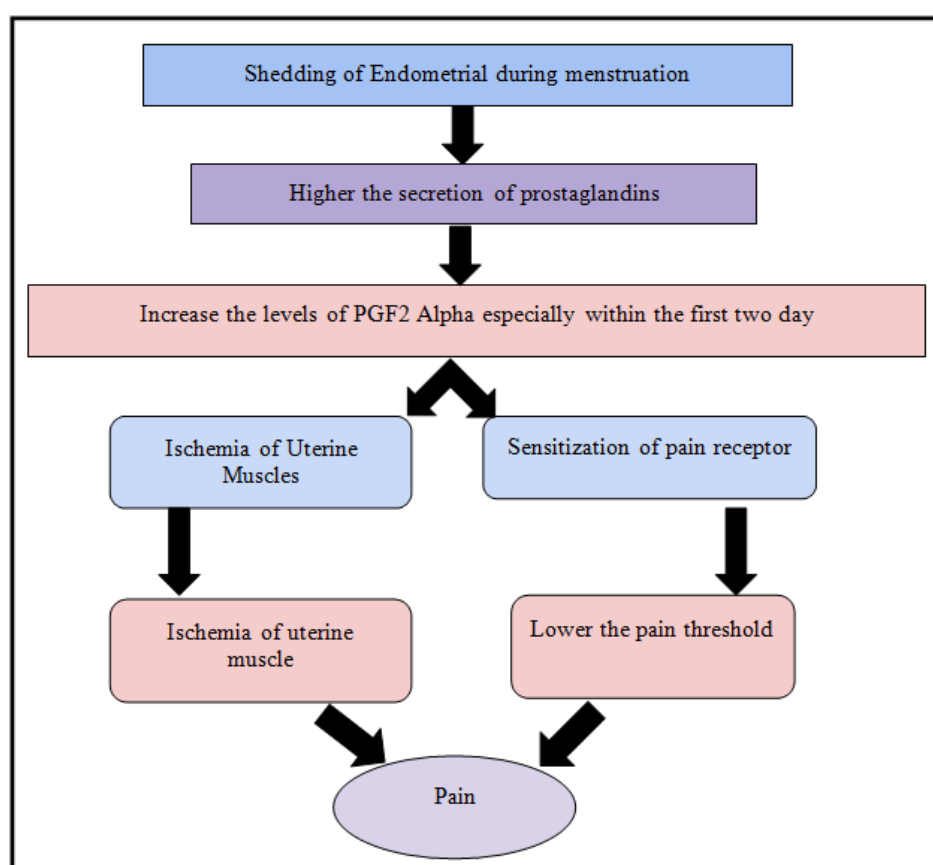 Shedding of Endometrial during menstruation
Higher the secretion of prostaglandins
Increase the levels of PGF2 Alpha especially within the first two day
Ischemia of Uterine
Muscles
Sensitization of pain receptor
Ischemia of uterine
muscle
Lower the pain threshold
Pain